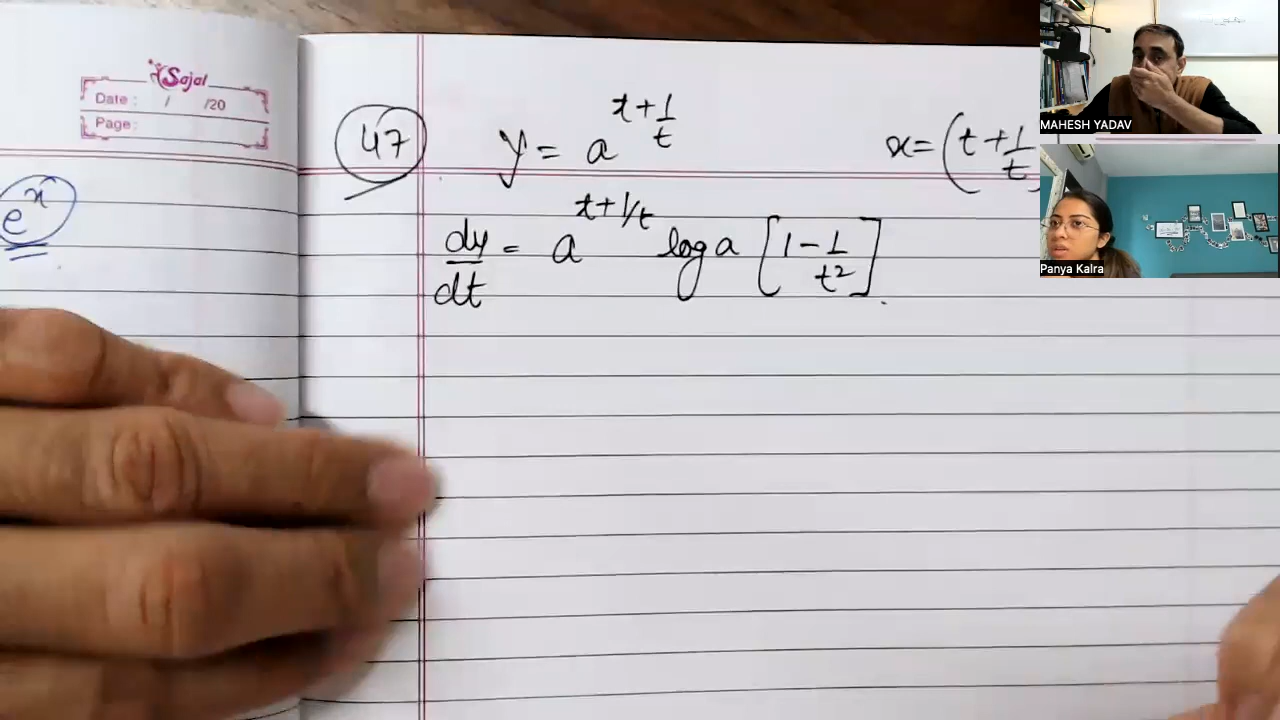 Sajal
Date : / /20
Page :
e^x
47 y = a^(t+1/t) x = (t+1/t
dy/dt = a^(t+1/t) log a [1 - 1/t²].
MAHESH YADAV
Panya Kalra